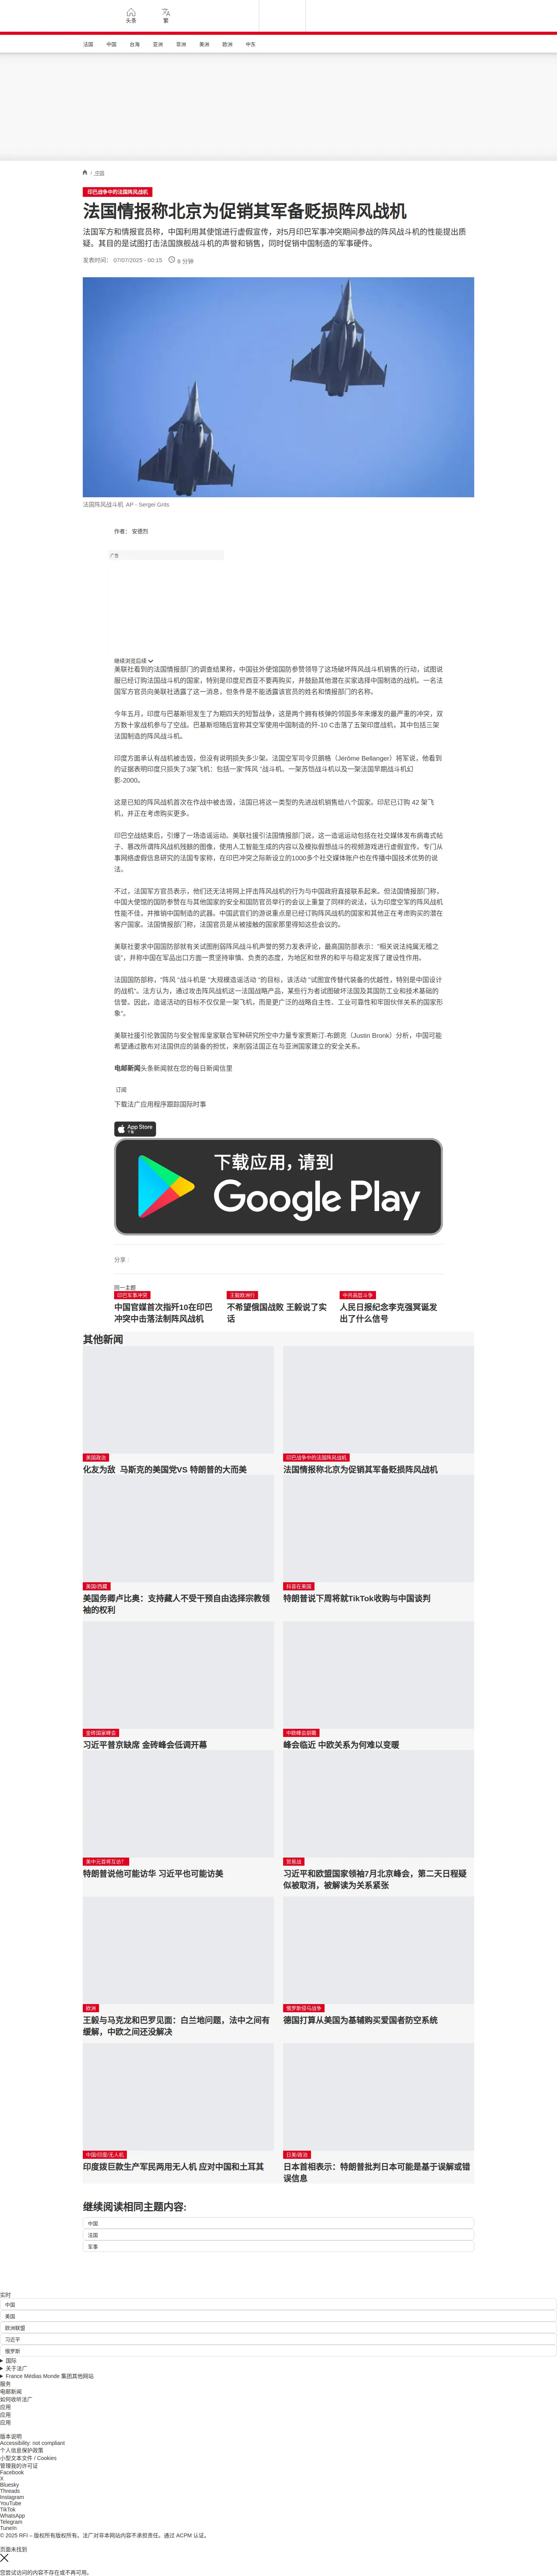 头条
繁
法国
中国
台海
亚洲
非洲
美洲
欧洲
中东
/ 中国
印巴战争中的法国阵风战机
法国情报称北京为促销其军备贬损阵风战机
法国军方和情报官员称，中国利用其使馆进行虚假宣传，对5月印巴军事冲突期间参战的阵风战斗机的性能提出质
疑。其目的是试图打击法国旗舰战斗机的声誉和销售，同时促销中国制造的军事硬件。
发表时间： 07/07/2025 - 00:15
8 分钟
法国阵风战斗机 AP - Sergei Grits
作者： 安德烈
广告
继续浏览后续
美联社看到的法国情报部门的调查结果称，中国驻外使馆国防参赞领导了这场破坏阵风战斗机销售的行动，试图说
服已经订购法国战斗机的国家，特别是印度尼西亚不要再购买，并鼓励其他潜在买家选择中国制造的战机。一名法
国军方官员向美联社透露了这一消息，但条件是不能透露该官员的姓名和情报部门的名称。
今年五月，印度与巴基斯坦发生了为期四天的短暂战争，这是两个拥有核弹的邻国多年来爆发的最严重的冲突，双
方数十家战机参与了空战。巴基斯坦随后宣称其空军使用中国制造的歼-10 C击落了五架印度战机，其中包括三架
法国制造的阵风战斗机。
印度方面承认有战机被击毁，但没有说明损失多少架。法国空军司令贝朗格（Jérôme Bellanger）将军说，他看到
的证据表明印度只损失了3架飞机：包括一家"阵风 "战斗机、一架苏恺战斗机以及一架法国早期战斗机幻
影-2000。
这是已知的阵风战机首次在作战中被击毁，法国已将这一类型的先进战机销售给八个国家。印尼已订购 42 架飞
机，并正在考虑购买更多。
印巴空战结束后，引爆了一场造谣运动。美联社援引法国情报部门说，这一造谣运动包括在社交媒体发布病毒式帖
子、篡改所谓阵风战机残骸的图像，使用人工智能生成的内容以及模拟假想战斗的视频游戏进行虚假宣传。专门从
事网络虚假信息研究的法国专家称，在印巴冲突之际新设立的1000多个社交媒体账户也在传播中国技术优势的说
法。
不过，法国军方官员表示，他们还无法将网上抨击阵风战机的行为与中国政府直接联系起来。但法国情报部门称，
中国大使馆的国防参赞在与其他国家的安全和国防官员举行的会议上重复了同样的说法，认为印度空军的阵风战机
性能不佳，并推销中国制造的武器。中国武官们的游说重点是已经订购阵风战机的国家和其他正在考虑购买的潜在
客户国家。法国情报部门称，法国官员是从被接触的国家那里得知这些会议的。
美联社要求中国国防部就有关试图削弱阵风战斗机声誉的努力发表评论，最高国防部表示："相关说法纯属无稽之
谈"，并称中国在军品出口方面一贯坚持审慎、负责的态度，为地区和世界的和平与稳定发挥了建设性作用。
法国国防部称，"阵风 "战斗机是 "大规模造谣活动 "的目标，该活动 "试图宣传替代装备的优越性，特别是中国设计
的战机"。法方认为，通过攻击阵风战机这一法国战略产品，某些行为者试图破坏法国及其国防工业和技术基础的
信誉。因此，造谣活动的目标不仅仅是一架飞机，而是更广泛的战略自主性、工业可靠性和牢固伙伴关系的国家形
象"。
美联社援引伦敦国防与安全智库皇家联合军种研究所空中力量专家贾斯汀-布朗克（Justin Bronk）分析，中国可能
希望通过散布对法国供应的装备的担忧，来削弱法国正在与亚洲国家建立的安全关系。
电邮新闻头条新闻就在您的每日新闻信里
订阅
下载法广应用程序跟踪国际时事
App Store
下载
下载应用，请到
Google Play
分享 :
同一主题
印巴军事冲突
中国官媒首次指歼10在印巴
冲突中击落法制阵风战机
王毅欧洲行
不希望俄国战败 王毅说了实
话
中共高层斗争
人民日报纪念李克强冥诞发
出了什么信号
其他新闻
美国政治
化友为敌 马斯克的美国党VS 特朗普的大而美
印巴战争中的法国阵风战机
法国情报称北京为促销其军备贬损阵风战机
美国/西藏
美国务卿卢比奥：支持藏人不受干预自由选择宗教领
袖的权利
抖音在美国
特朗普说下周将就TikTok收购与中国谈判
金砖国家峰会
习近平普京缺席 金砖峰会低调开幕
中欧峰会前瞻
峰会临近 中欧关系为何难以变暖
美中元首将互访？
特朗普说他可能访华 习近平也可能访美
贸易战
习近平和欧盟国家领袖7月北京峰会，第二天日程疑
似被取消，被解读为关系紧张
欧洲
王毅与马克龙和巴罗见面：白兰地问题，法中之间有
缓解，中欧之间还没解决
俄罗斯侵乌战争
德国打算从美国为基辅购买爱国者防空系统
中国/印度/无人机
印度拨巨款生产军民两用无人机 应对中国和土耳其
日美/政治
日本首相表示：特朗普批判日本可能是基于误解或错
误信息
继续阅读相同主题内容:
中国
法国
军事
实时
中国
美国
欧洲联盟
习近平
俄罗斯
国际
关于法广
France Médias Monde 集团其他网站
服务
电邮新闻
如何收听法广
应用
应用
应用
版本说明
Accessibility: not compliant
个人信息保护政策
小型文本文件 / Cookies
管理我的许可证
Facebook
X
Bluesky
Threads
Instagram
YouTube
TikTok
WhatsApp
Telegram
TuneIn
© 2025 RFI – 版权所有版权所有。法广对非本网站内容不承担责任。通过 ACPM 认证。
页面未找到
您尝试访问的内容不存在或不再可用。